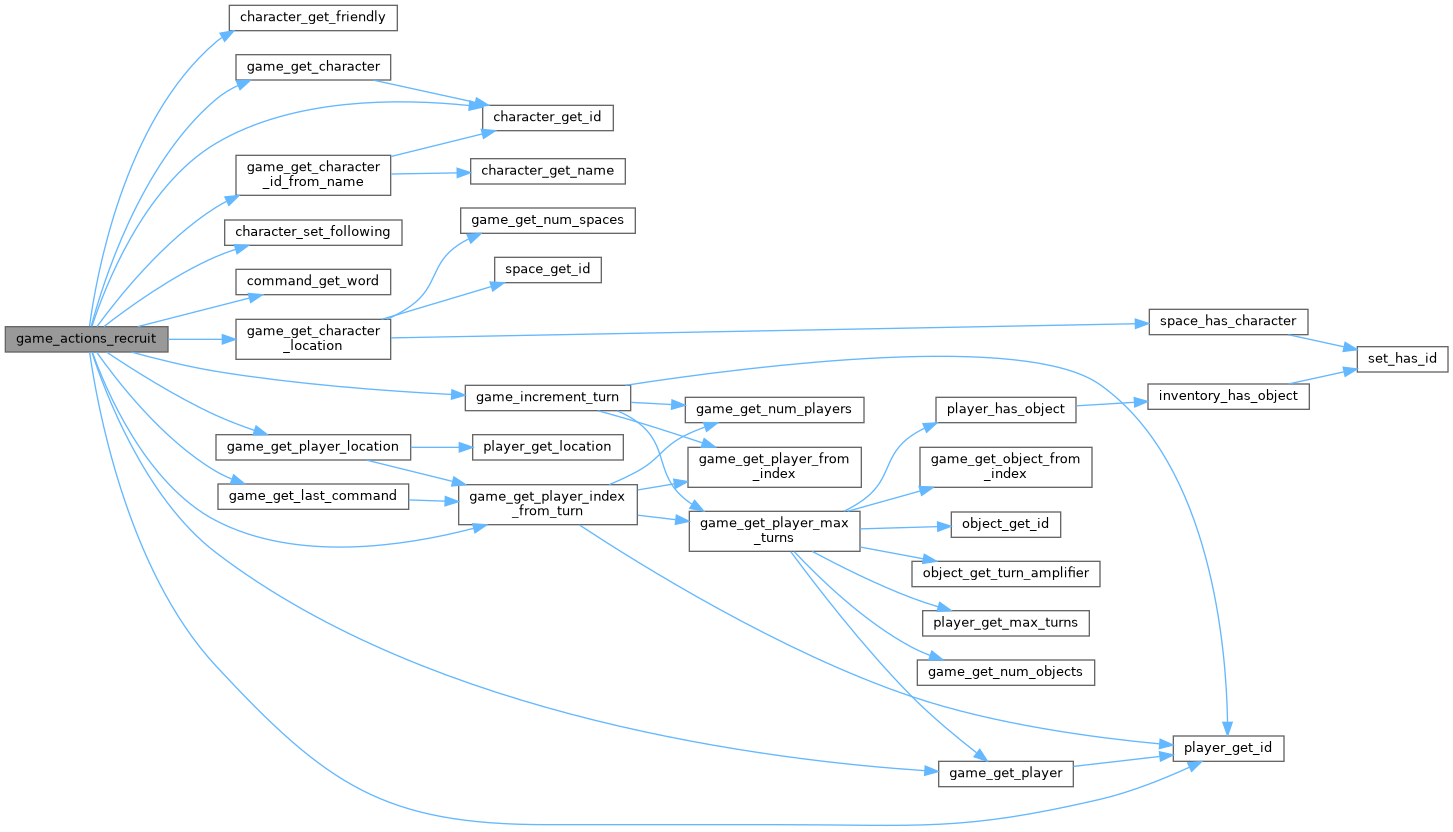 character_get_friendly
game_get_character
character_get_id
game_get_character
_id_from_name
character_get_name
character_set_following
game_get_num_spaces
command_get_word
space_get_id
game_actions_recruit
game_get_character
_location
space_has_character
set_has_id
game_increment_turn
inventory_has_object
game_get_num_players
player_has_object
game_get_player_location
player_get_location
game_get_player_from
_index
game_get_object_from
_index
game_get_last_command
game_get_player_index
_from_turn
game_get_player_max
_turns
object_get_id
object_get_turn_amplifier
player_get_max_turns
game_get_num_objects
player_get_id
game_get_player